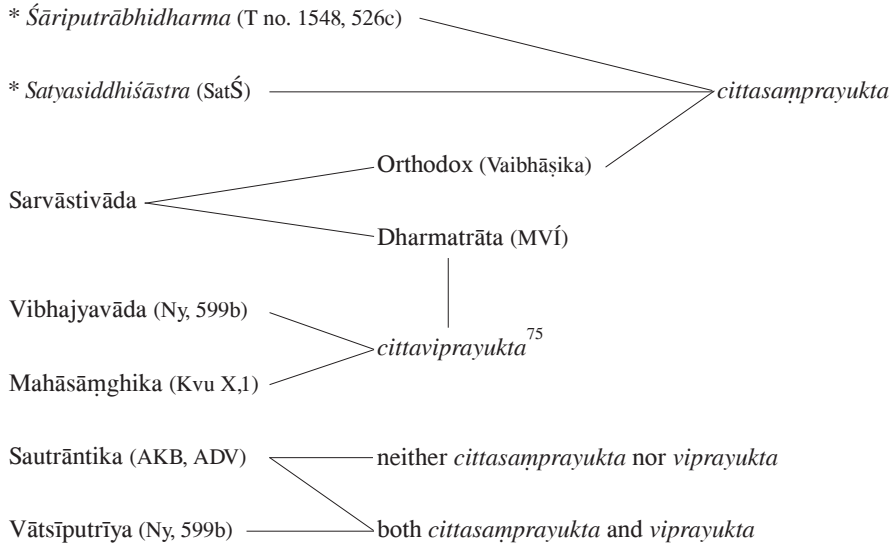 * Śāriputrābhidharma (T no. 1548, 526c)
* Satyasiddhiśāstra (SatŚ) cittasaṃprayukta
Orthodox (Vaibhāṣika)
Sarvāstivāda
Dharmatrāta (MVÍ)
Vibhajyavāda (Ny, 599b)
cittaviprayukta75
Mahāsāṃghika (Kvu X,1)
Sautrāntika (AKB, ADV) neither cittasaṃprayukta nor viprayukta
Vātsīputrīya (Ny, 599b) both cittasaṃprayukta and viprayukta